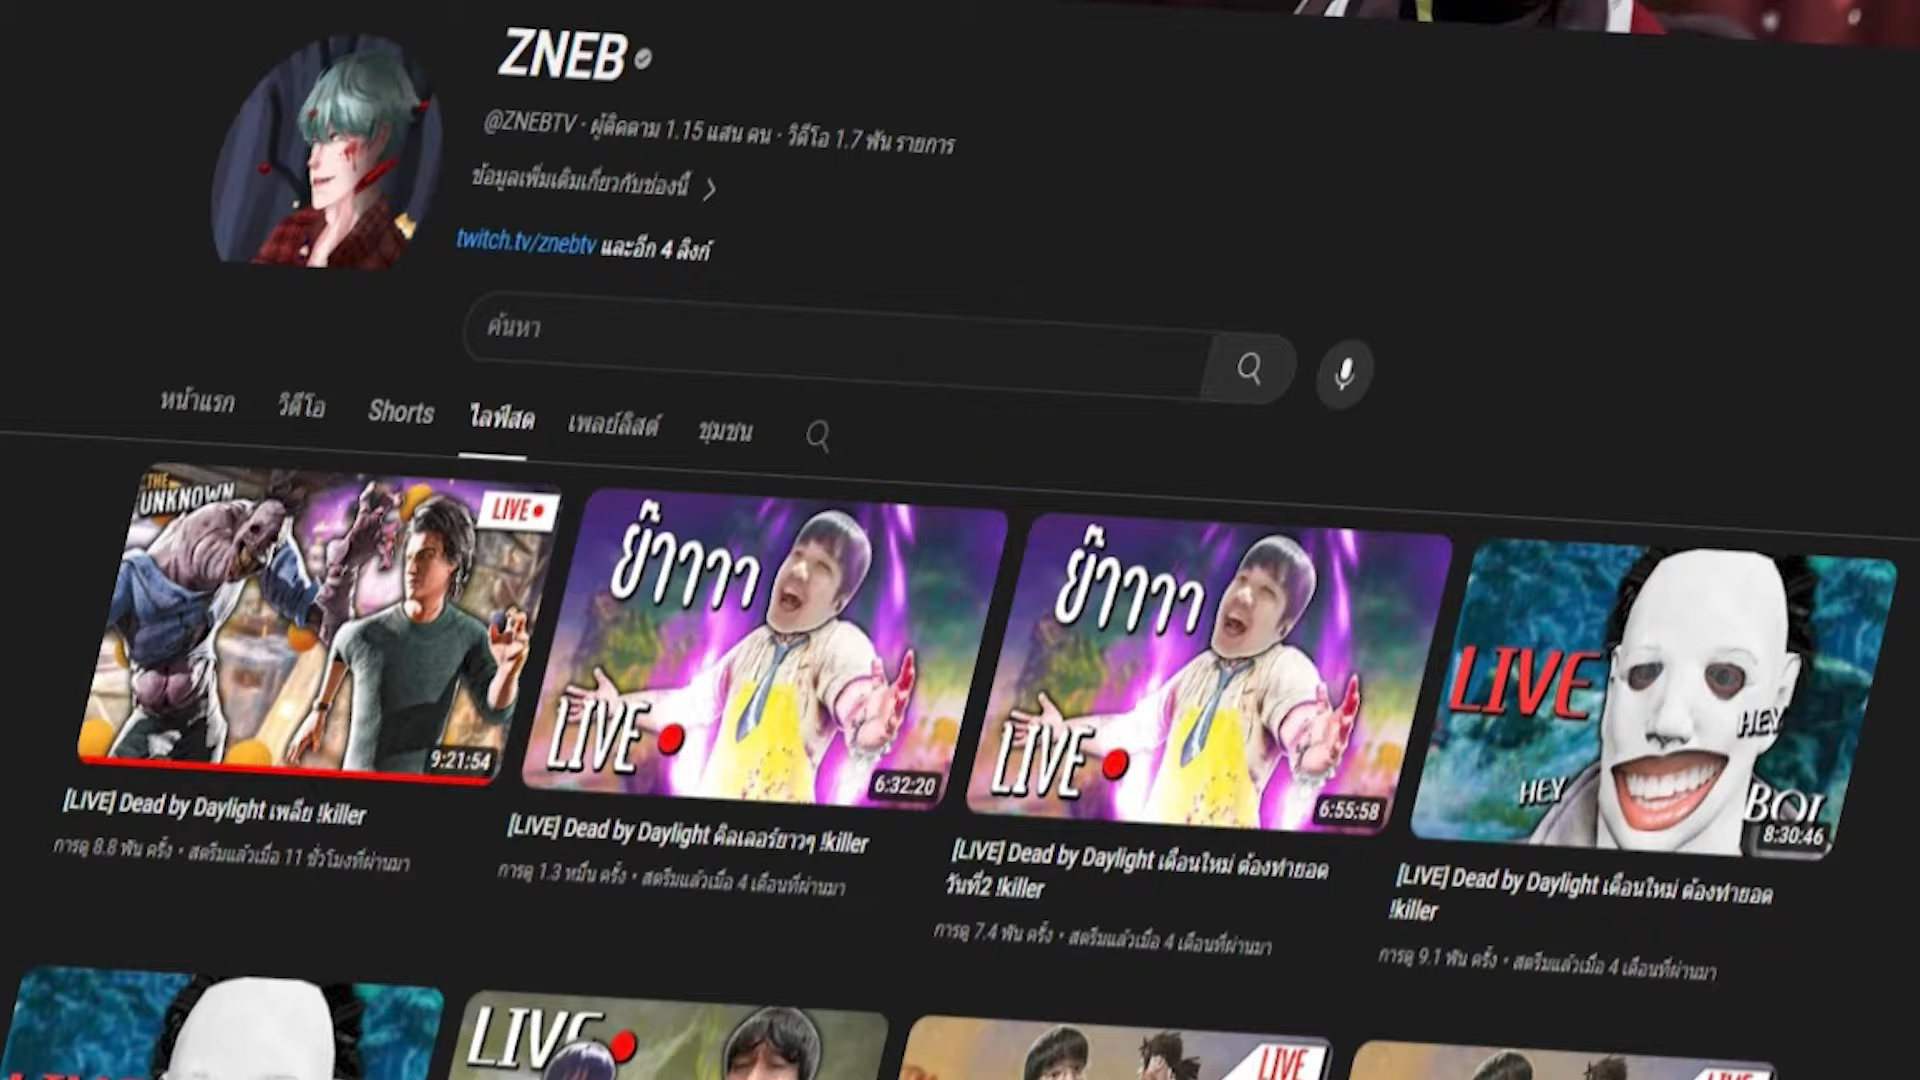 ZNEB
@ZNEBTV · ผู้ติดตาม 1.15 แสน คน · วิดีโอ 1.7 พัน รายการ
ข้อมูลเพิ่มเติมเกี่ยวกับช่องนี้
twitch.tv/znebtv และอีก 4 ลิงก์
ค้นหา
หน้าแรก วิดีโอ Shorts ไลฟ์สด เพลย์ลิสต์ ชุมชน
THE
UNKNOWN
LIVE
9:21:54
[LIVE] Dead by Daylight เพลีย !killer
การดู 8.8 พัน ครั้ง • สตรีมแล้วเมื่อ 11 ชั่วโมงที่ผ่านมา
ย๊าาาา
LIVE
6:32:20
[LIVE] Dead by Daylight คิลเลอร์ยาวๆ !killer
การดู 1.3 หมื่น ครั้ง • สตรีมแล้วเมื่อ 4 เดือนที่ผ่านมา
ย๊าาาา
LIVE
6:55:58
[LIVE] Dead by Daylight เดือนใหม่ ต้องทำยอด
วันที่2 !killer
การดู 7.4 พัน ครั้ง • สตรีมแล้วเมื่อ 4 เดือนที่ผ่านมา
LIVE
HEY
HEY
BOI
8:30:46
[LIVE] Dead by Daylight เดือนใหม่ ต้องทำยอด
!killer
การดู 9.1 พัน ครั้ง • สตรีมแล้วเมื่อ 4 เดือนที่ผ่านมา
LIVE
LIVE